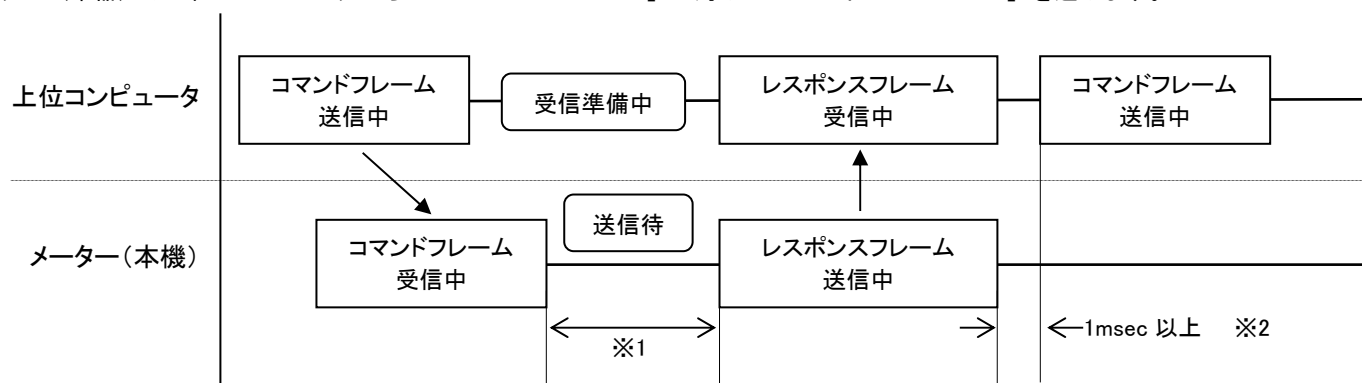 上位コンピュータ
コマンドフレーム
送信中
受信準備中
レスポンスフレーム
受信中
コマンドフレーム
送信中
メーター（本機）
コマンドフレーム
受信中
送信待
レスポンスフレーム
送信中
※1
1msec 以上 ※2